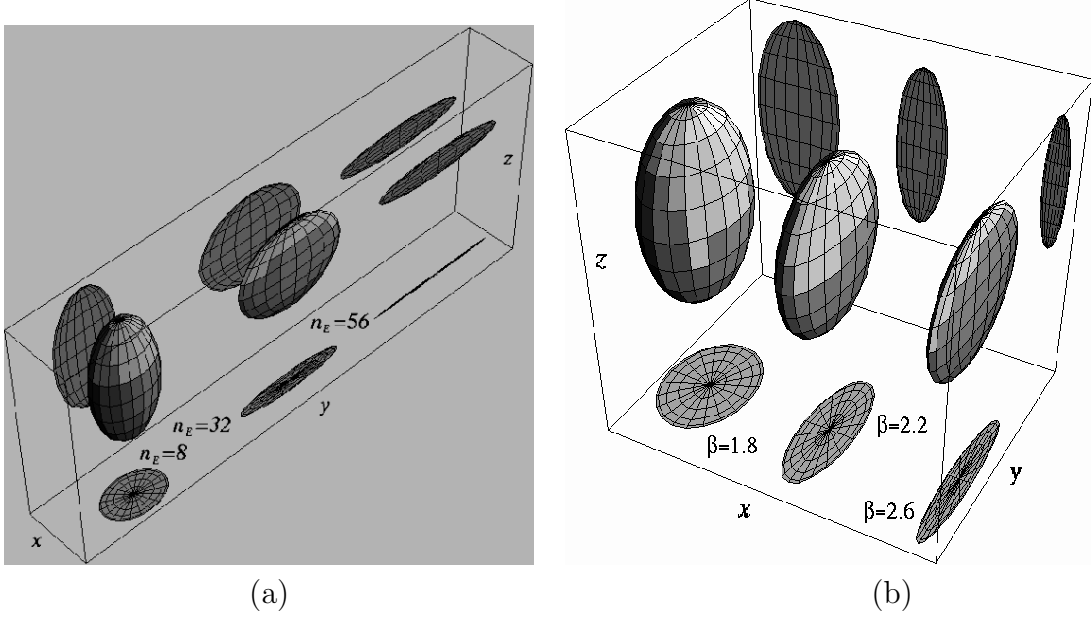 z
n_E=56
y
n_E=32
n_E=8
x
(a)
z
β=1.8
β=2.2
x
y
β=2.6
(b)